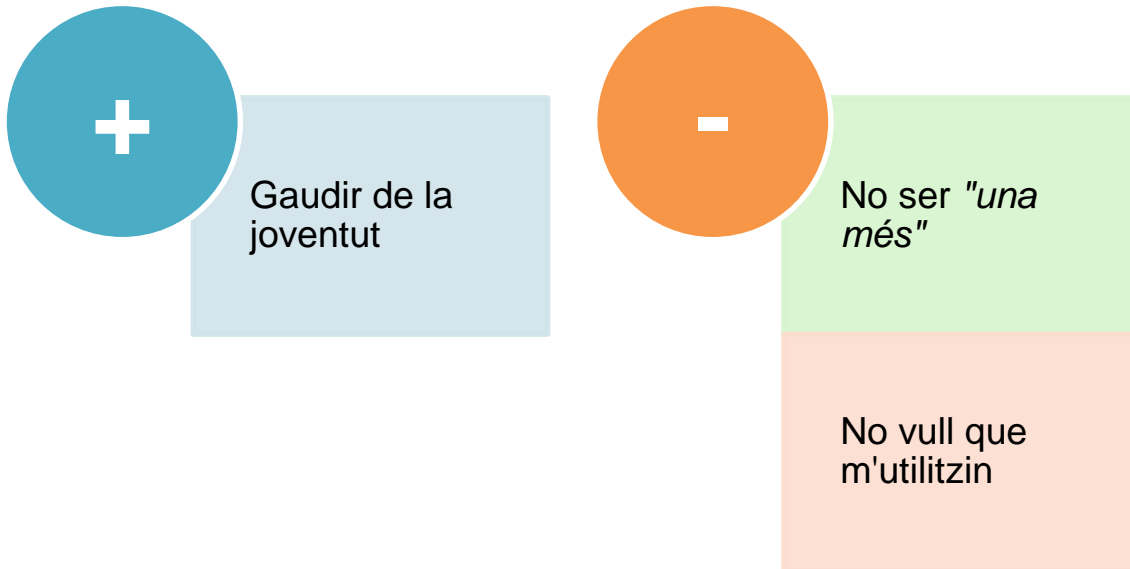 +
Gaudir de la
joventut
-
No ser "una
més"
No vull que
m'utilitzin